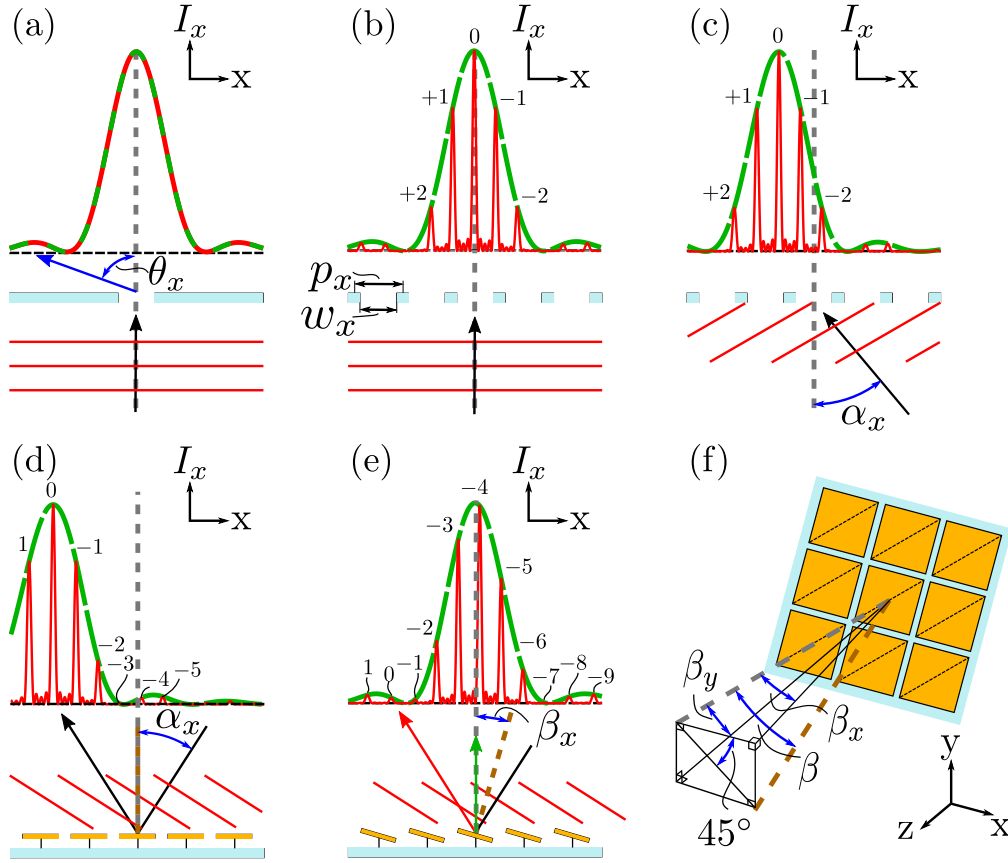 (a)
I_x
x
θ_x
(b)
I_x
x
0
+1
−1
+2
−2
p_x
w_x
(c)
I_x
x
0
+1
−1
+2
−2
α_x
(d)
I_x
x
0
1
−1
−2
−3
−4
−5
α_x
(e)
I_x
x
−4
−3
−5
−2
−6
1
0
−1
−7
−8
−9
β_x
(f)
β_y
β_x
β
45°
y
x
z